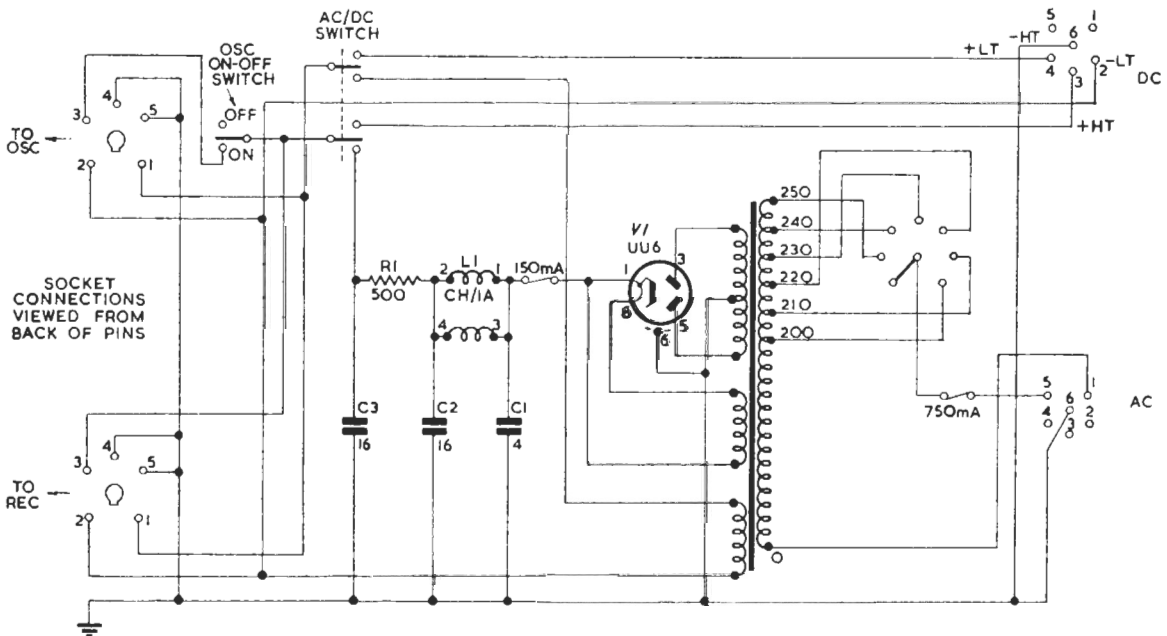 AC/DC
SWITCH
OSC
ON-OFF
SWITCH
OFF
ON
TO
OSC
3
4
5
2
1
SOCKET
CONNECTIONS
VIEWED FROM
BACK OF PINS
TO
REC
3
4
5
2
1
+LT
-HT
5
1
6
4
3
2
-LT
DC
+HT
R1
500
2
L1
1
CH/1A
4
3
150mA
C3
16
C2
16
C1
4
V1
UU6
1
3
8
5
6
250
240
230
220
210
200
0
750mA
5
6
1
4
3
2
AC